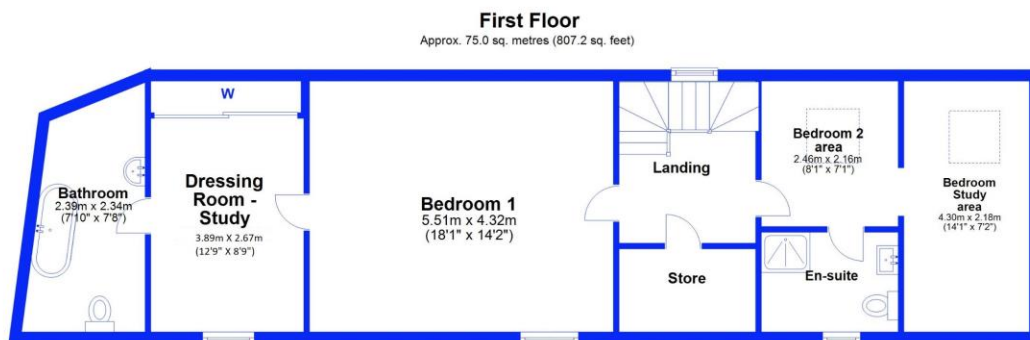 First Floor
Approx. 75.0 sq. metres (807.2 sq. feet)
W
Bathroom
2.39m x 2.34m
(7'10" x 7'8")
Dressing
Room -
Study
3.89m X 2.67m
(12'9" X 8'9")
Bedroom 1
5.51m x 4.32m
(18'1" x 14'2")
Landing
Store
Bedroom 2
area
2.46m x 2.16m
(8'1" x 7'1")
En-suite
Bedroom
Study
area
4.30m x 2.18m
(14'1" x 7'2")